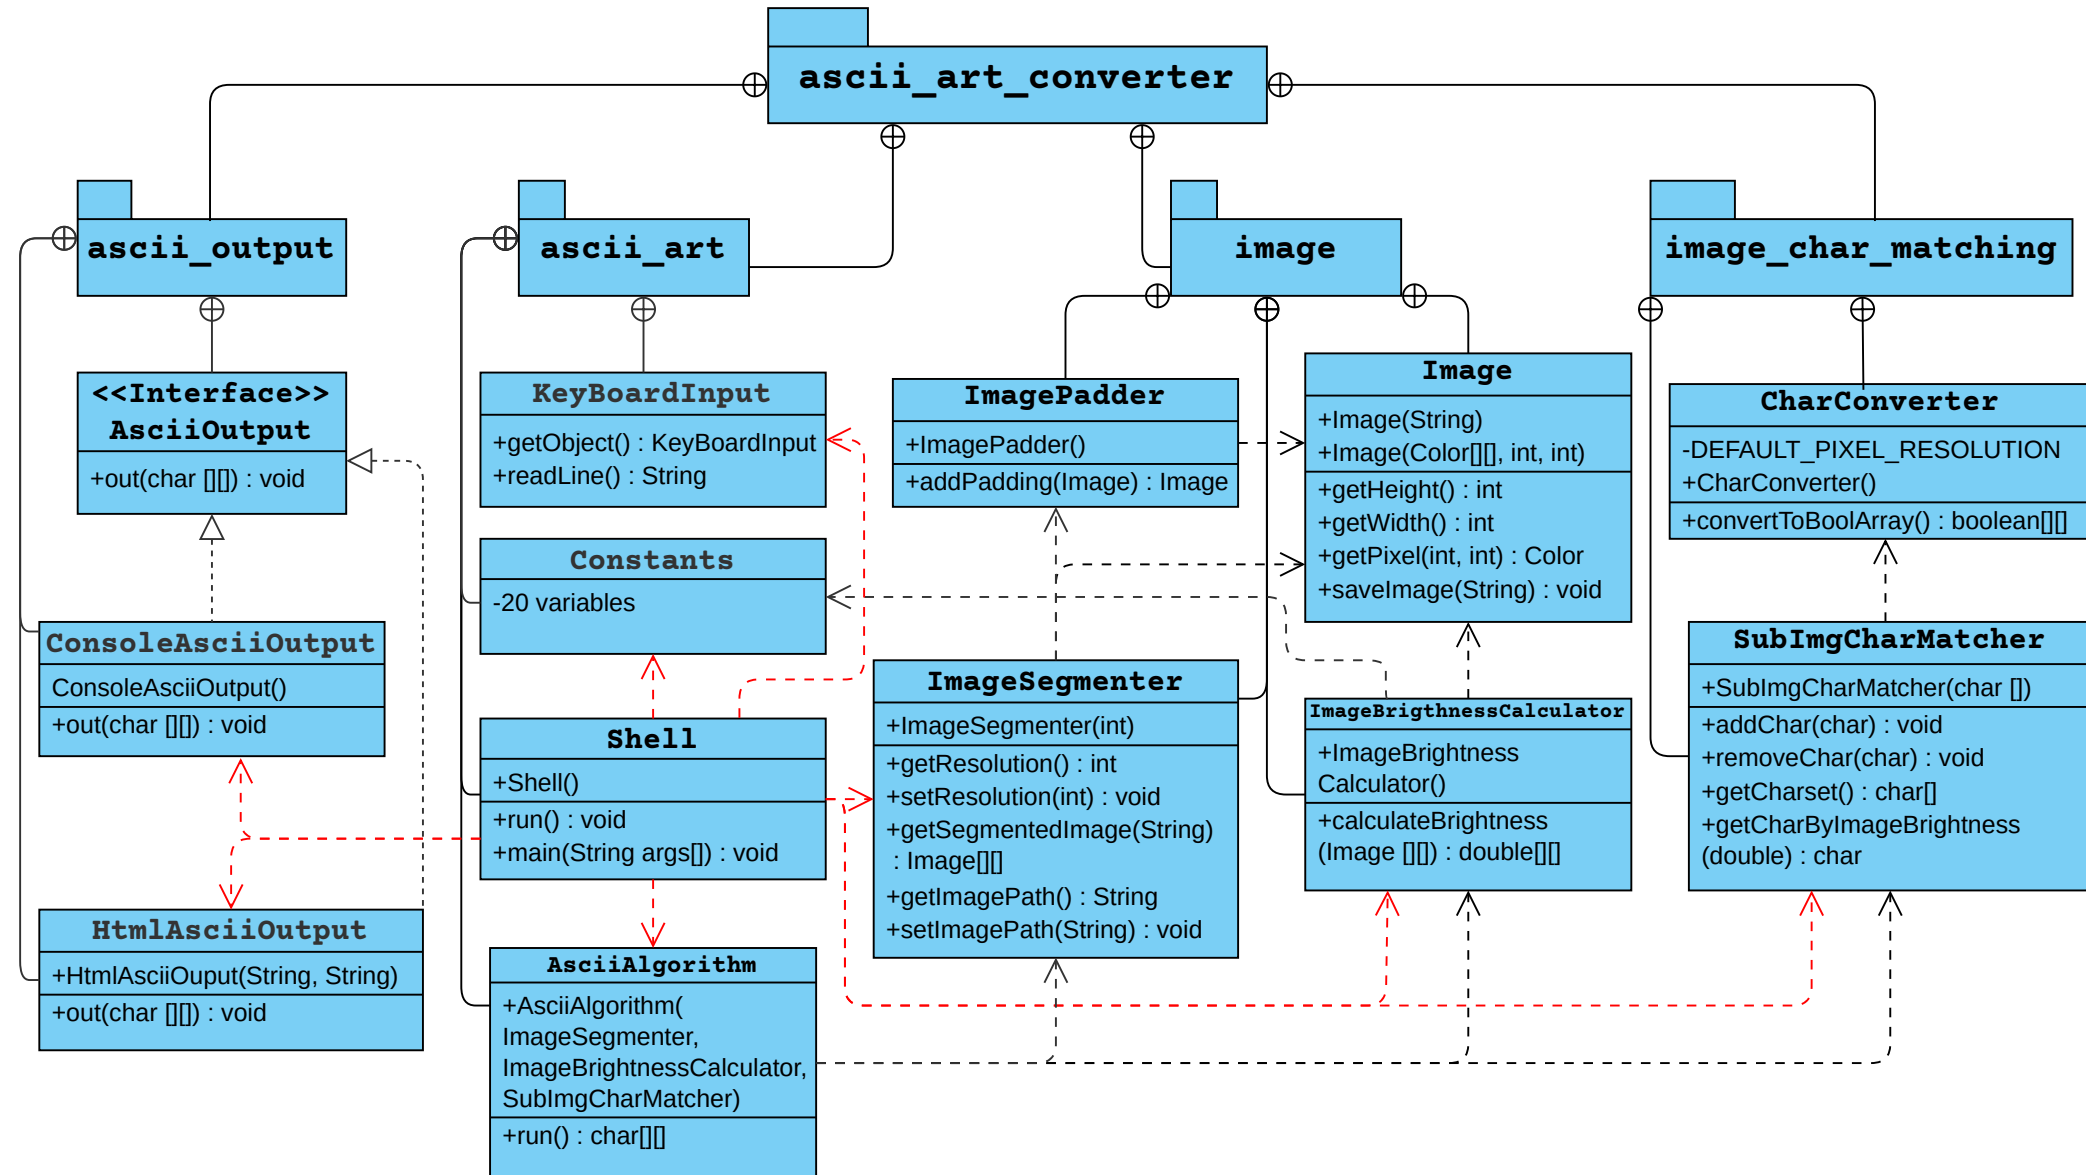 ascii_art_converter
ascii_output
ascii_art
image
image_char_matching
<<Interface>>
AsciiOutput
+out(char [][]) : void
KeyBoardInput
+getObject() : KeyBoardInput
+readLine() : String
ImagePadder
+ImagePadder()
+addPadding(Image) : Image
Image
+Image(String)
+Image(Color[][], int, int)
+getHeight() : int
+getWidth() : int
+getPixel(int, int) : Color
+saveImage(String) : void
CharConverter
-DEFAULT_PIXEL_RESOLUTION
+CharConverter()
+convertToBoolArray() : boolean[][]
Constants
-20 variables
ConsoleAsciiOutput
ConsoleAsciiOutput()
+out(char [][]) : void
Shell
+Shell()
+run() : void
+main(String args[]) : void
ImageSegmenter
+ImageSegmenter(int)
+getResolution() : int
+setResolution(int) : void
+getSegmentedImage(String)
: Image[][]
+getImagePath() : String
+setImagePath(String) : void
ImageBrigthnessCalculator
+ImageBrightness
Calculator()
+calculateBrightness
(Image [][]) : double[][]
SubImgCharMatcher
+SubImgCharMatcher(char [])
+addChar(char) : void
+removeChar(char) : void
+getCharset() : char[]
+getCharByImageBrightness
(double) : char
HtmlAsciiOutput
+HtmlAsciiOuput(String, String)
+out(char [][]) : void
AsciiAlgorithm
+AsciiAlgorithm(
ImageSegmenter,
ImageBrightnessCalculator,
SubImgCharMatcher)
+run() : char[][]